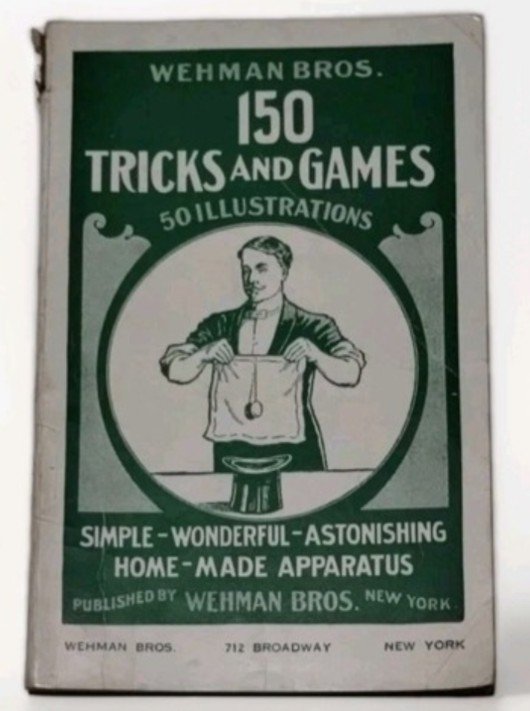 WEHMAN BROS.
150
TRICKS AND GAMES
50 ILLUSTRATIONS
SIMPLE-WONDERFUL-ASTONISHING
HOME-MADE APPARATUS
PUBLISHED BY WEHMAN BROS. NEW YORK
WEHMAN BROS. 712 BROADWAY NEW YORK